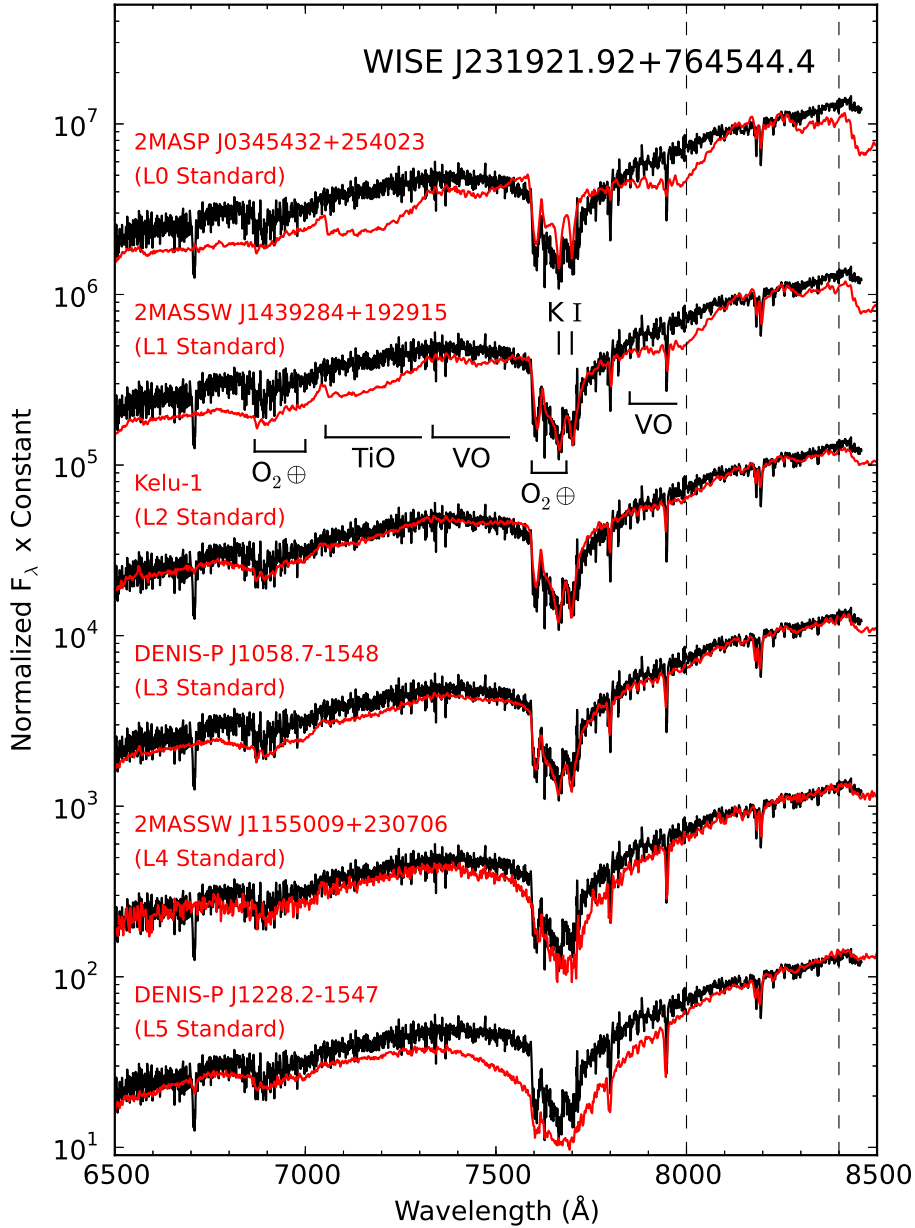 WISE J231921.92+764544.4
10⁷
2MASP J0345432+254023
(L0 Standard)
10⁶
K I
2MASSW J1439284+192915
(L1 Standard)
VO
O₂ ⊕
TiO
VO
O₂ ⊕
10⁵
Kelu-1
(L2 Standard)
10⁴
DENIS-P J1058.7-1548
(L3 Standard)
10³
2MASSW J1155009+230706
(L4 Standard)
10²
DENIS-P J1228.2-1547
(L5 Standard)
10¹
Normalized F_λ x Constant
6500 7000 7500 8000 8500
Wavelength (Å)